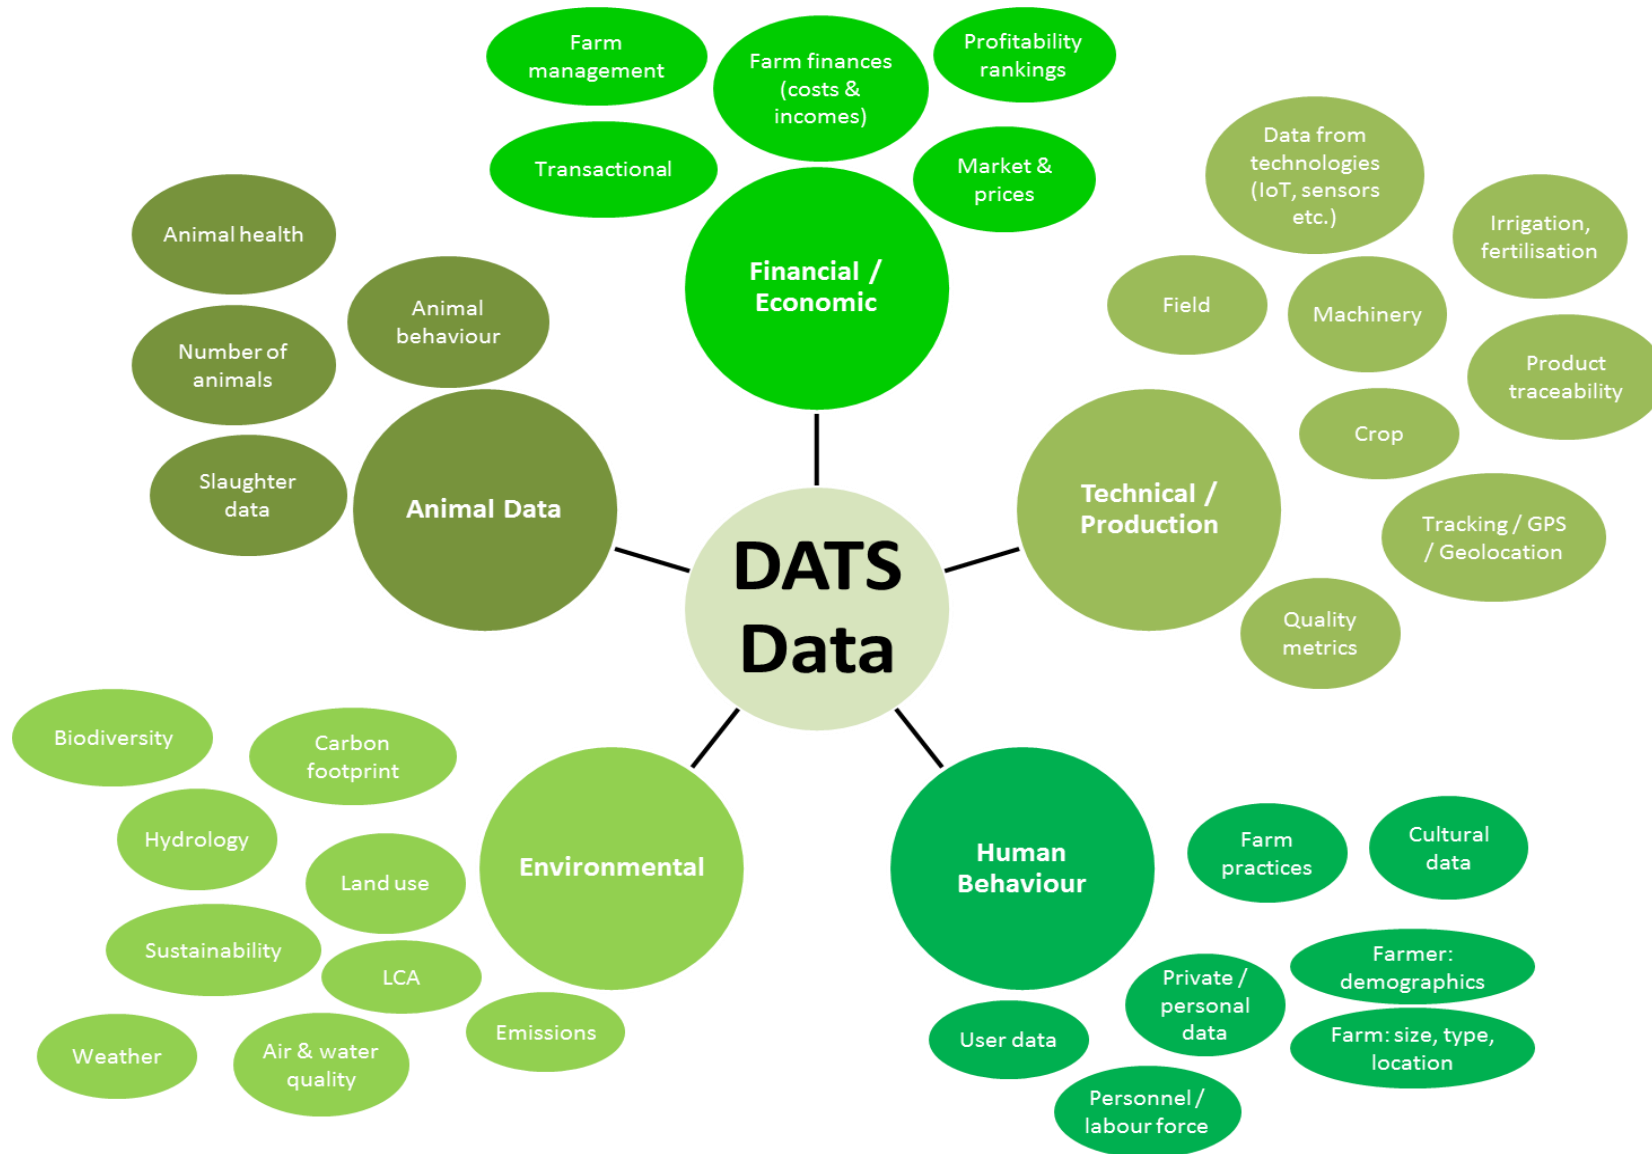 Farm
management
Farm finances
(costs &
incomes)
Profitability
rankings
Transactional
Market &
prices
Financial /
Economic
Data from
technologies
(IoT, sensors
etc.)
Irrigation,
fertilisation
Field
Machinery
Product
traceability
Crop
Technical /
Production
Tracking / GPS
/ Geolocation
Quality
metrics
Animal health
Animal
behaviour
Number of
animals
Slaughter
data
Animal Data
DATS
Data
Biodiversity
Carbon
footprint
Hydrology
Land use
Environmental
Sustainability
LCA
Emissions
Weather
Air & water
quality
Human
Behaviour
Farm
practices
Cultural
data
Farmer:
demographics
Private /
personal
data
User data
Farm: size, type,
location
Personnel /
labour force